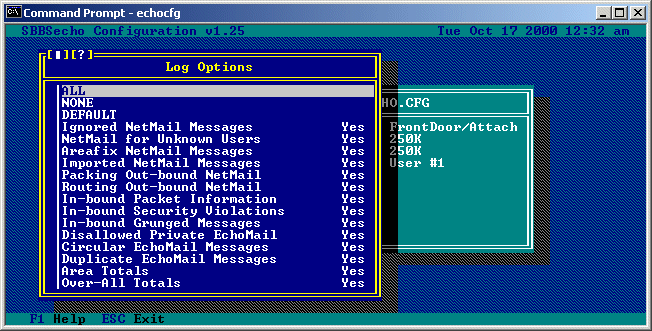 Command Prompt - echocfg
SBBSecho Configuration v1.25 Tue Oct 17 2000 12:32 am
[■][?]
Log Options
ALL
NONE
DEFAULT
Ignored NetMail Messages Yes
NetMail for Unknown Users Yes
Areafix NetMail Messages Yes
Imported NetMail Messages Yes
Packing Out-bound NetMail Yes
Routing Out-bound NetMail Yes
In-bound Packet Information Yes
In-bound Security Violations Yes
In-bound Grunged Messages Yes
Disallowed Private EchoMail Yes
Circular EchoMail Messages Yes
Duplicate EchoMail Messages Yes
Area Totals Yes
Over-All Totals Yes
HO.CFG
FrontDoor/Attach
250K
250K
User #1
F1 Help ESC Exit